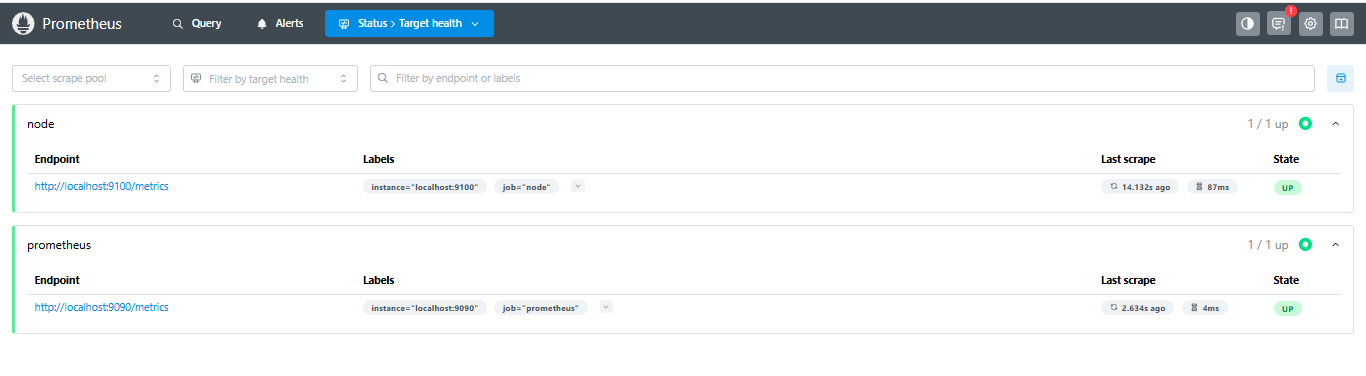 Prometheus Query Alerts Status > Target health !
Select scrape pool Filter by target health Filter by endpoint or labels
node 1 / 1 up
Endpoint Labels Last scrape State
http://localhost:9100/metrics instance="localhost:9100" job="node" 14.132s ago 87ms UP
prometheus 1 / 1 up
Endpoint Labels Last scrape State
http://localhost:9090/metrics instance="localhost:9090" job="prometheus" 2.634s ago 4ms UP